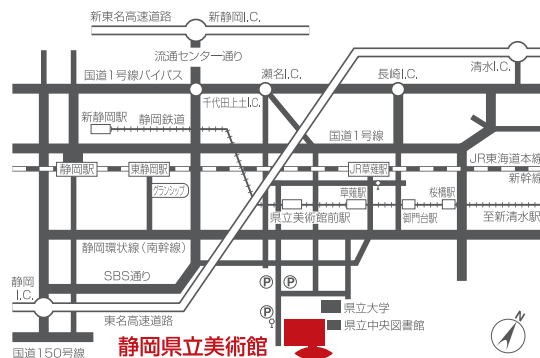 新東名高速道路
新静岡I.C.
流通センター通り
清水I.C.
国道1号線バイパス
瀬名I.C.
長崎I.C.
千代田上土I.C.
新静岡駅
静岡鉄道
国道1号線
JR東海道本線
静岡駅
東静岡駅
JR草薙駅
新幹線
グランシップ
草薙駅
桜橋駅
県立美術館前駅
御門台駅
至新清水駅
静岡環状線(南幹線)
静岡I.C.
SBS通り
P
P
P
東名高速道路
県立大学
県立中央図書館
静岡県立美術館
国道150号線
N